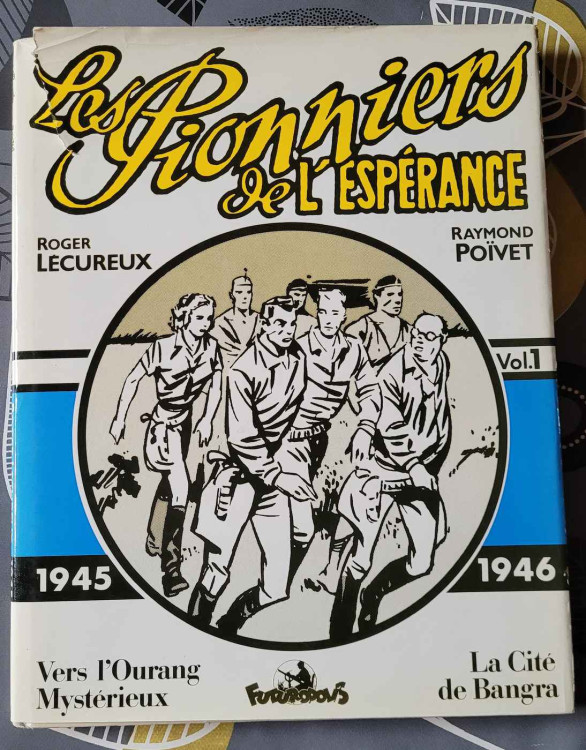 Les Pionniers
de L'ESPÉRANCE
ROGER
LECUREUX
RAYMOND
POÏVET
Vol.1
1945
1946
Vers l'Ourang
Mystérieux
FUTUROPOLIS
La Cité
de Bangra